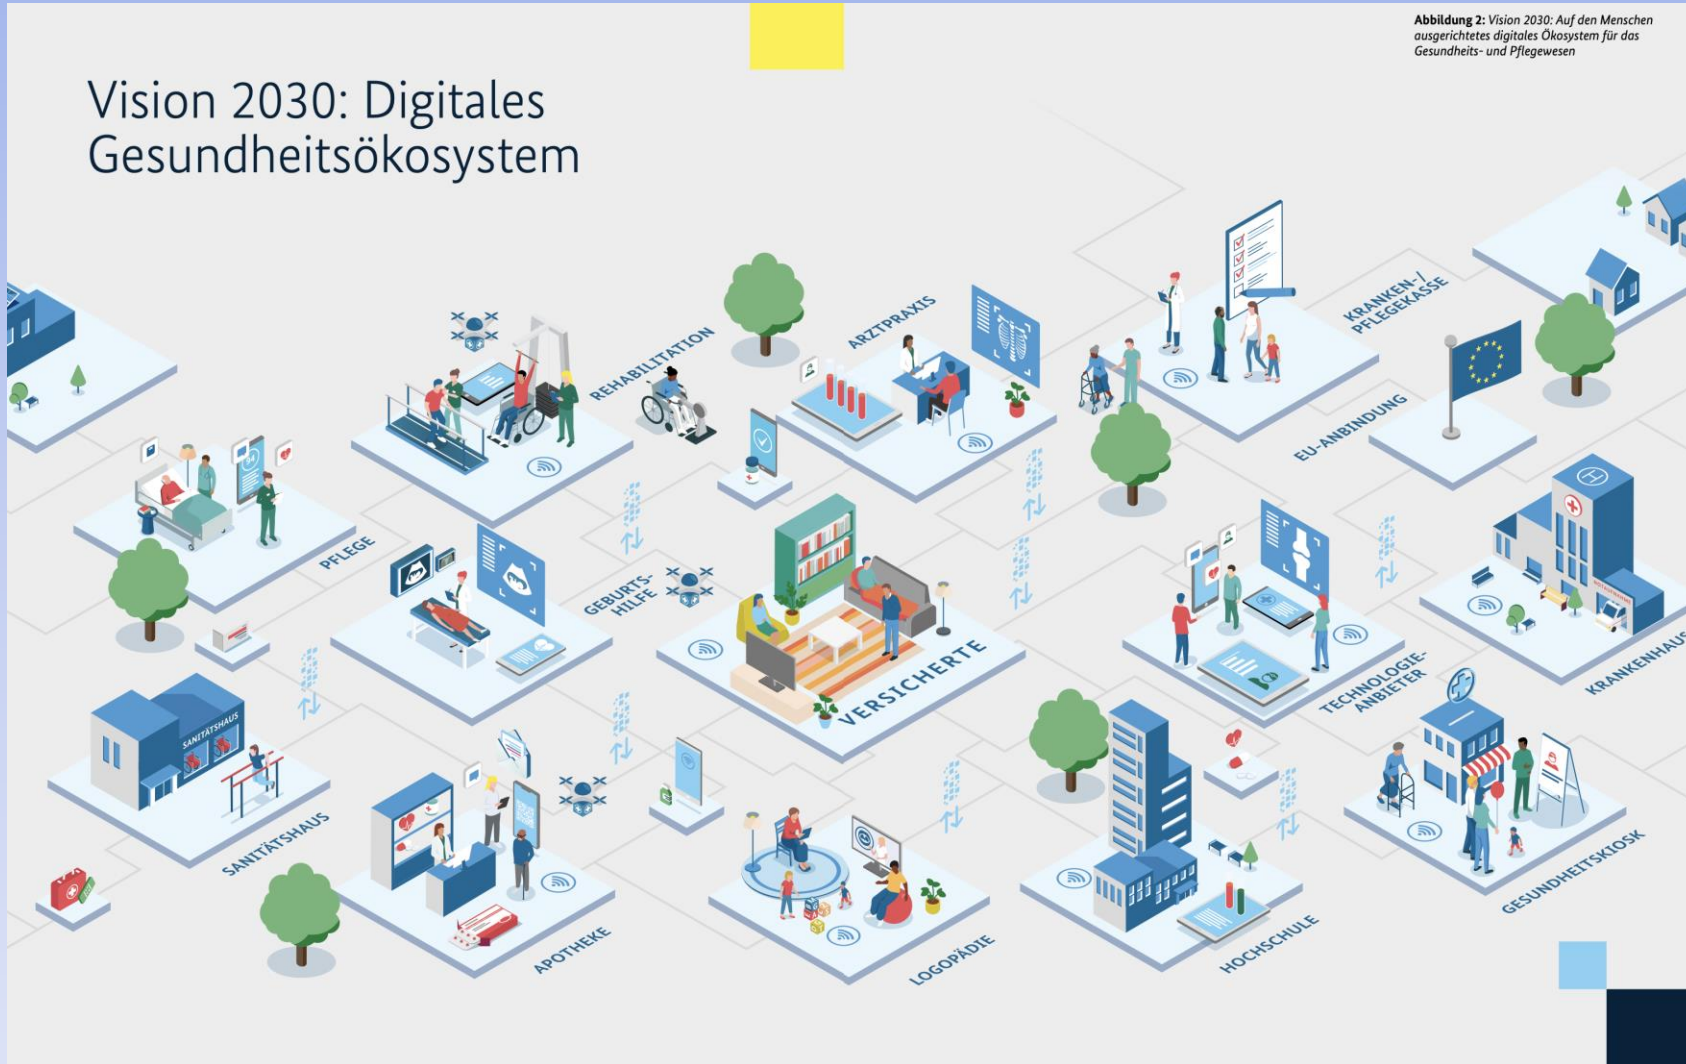 Abbildung 2: Vision 2030: Auf den Menschen
ausgerichtetes digitales Ökosystem für das
Gesundheits- und Pflegewesen
Vision 2030: Digitales
Gesundheitsökosystem
KRANKEN-/
PFLEGEKASSE
ARZTPRAXIS
REHABILITATION
EU-ANBINDUNG
94
PFLEGE
GEBURTS-
HILFE
H
NOTAUFNAHME
VERSICHERTE
TECHNOLOGIE-
ANBIETER
KRANKENHAUS
SANITÄTSHAUS
SANITÄTSHAUS
APOTHEKE
LOGOPÄDIE
HOCHSCHULE
GESUNDHEITSKIOSK